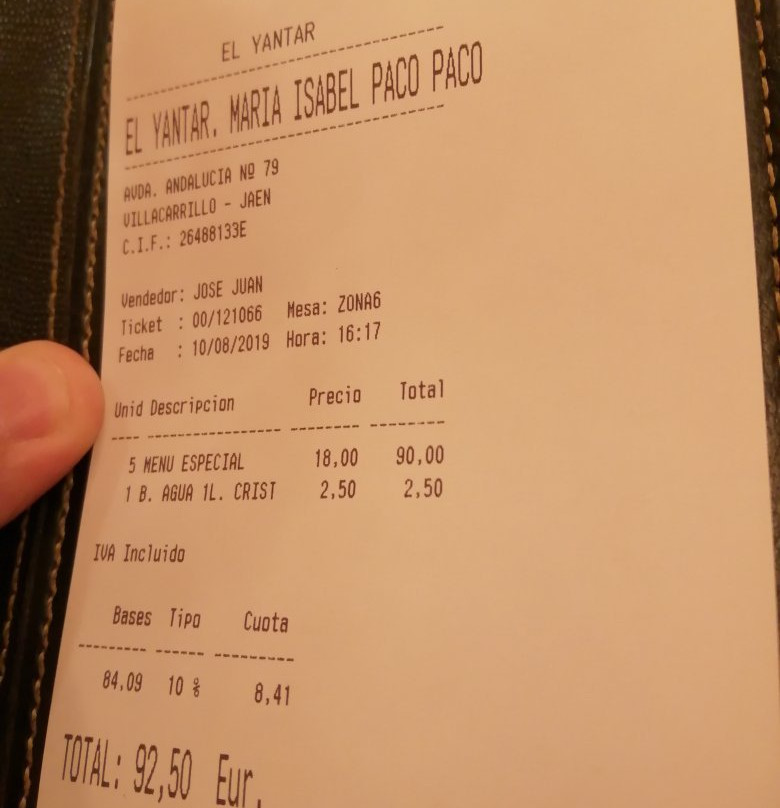 EL YANTAR
EL YANTAR. MARIA ISABEL PACO PACO
AVDA. ANDALUCIA Nº 79
VILLACARRILLO - JAEN
C.I.F.: 26488133E
Vendedor: JOSE JUAN
Ticket : 00/121066 Mesa: ZONA6
Fecha : 10/08/2019 Hora: 16:17
Unid Descripcion Precio Total
5 MENU ESPECIAL 18,00 90,00
1 B. AGUA 1L. CRIST 2,50 2,50
IVA Incluido
Bases Tipo Cuota
84,09 10 % 8,41
TOTAL: 92,50 Eur.